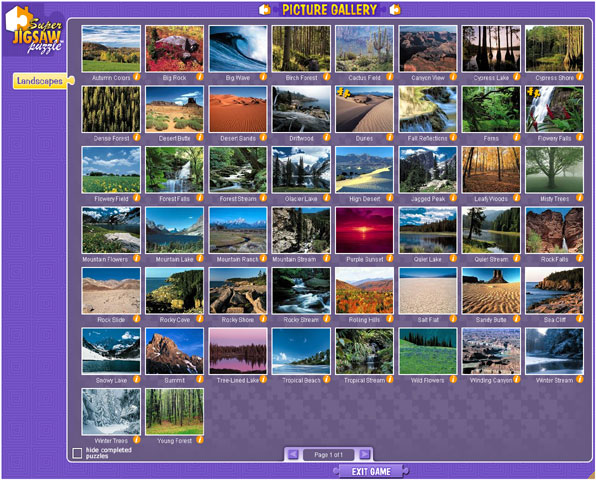 Super
JIGSAW
puzzle
PICTURE GALLERY
Landscapes
Autumn Colors
Big Rock
Big Wave
Birch Forest
Cactus Field
Canyon View
Cypress Lake
Cypress Shore
Dense Forest
Desert Butte
Desert Sands
Driftwood
Dunes
Fall Reflections
Ferns
Flowery Falls
Flowery Field
Forest Falls
Forest Stream
Glacier Lake
High Desert
Jagged Peak
Leafy Woods
Misty Trees
Mountain Flowers
Mountain Lake
Mountain Ranch
Mountain Stream
Purple Sunset
Quiet Lake
Quiet Stream
Rock Falls
Rock Slide
Rocky Cove
Rocky Shore
Rocky Stream
Rolling Hills
Salt Flat
Sandy Butte
Sea Cliff
Snowy Lake
Summit
Tree-Lined Lake
Tropical Beach
Tropical Stream
Wild Flowers
Winding Canyon
Winter Stream
Winter Trees
Young Forest
hide completed
puzzles
Page 1 of 1
EXIT GAME